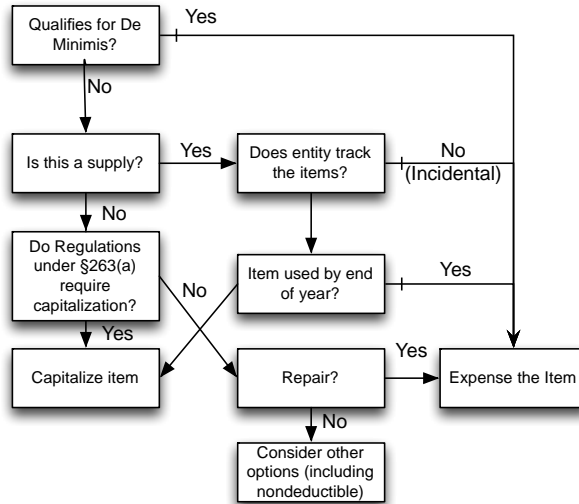 Qualifies for De
Minimis?
Yes
No
Is this a supply?
Yes
Does entity track
the items?
No
(Incidental)
No
Do Regulations
under §263(a)
require
capitalization?
No
Item used by end
of year?
Yes
Yes
Capitalize item
Repair?
Yes
Expense the Item
No
Consider other
options (including
nondeductible)